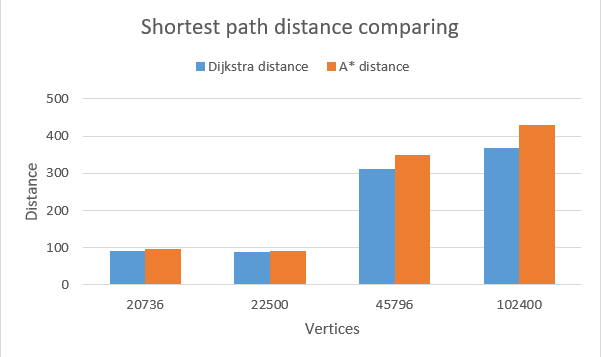 Shortest path distance comparing
Dijkstra distance A* distance
500
400
300
200
100
0
Distance
20736 22500 45796 102400
Vertices